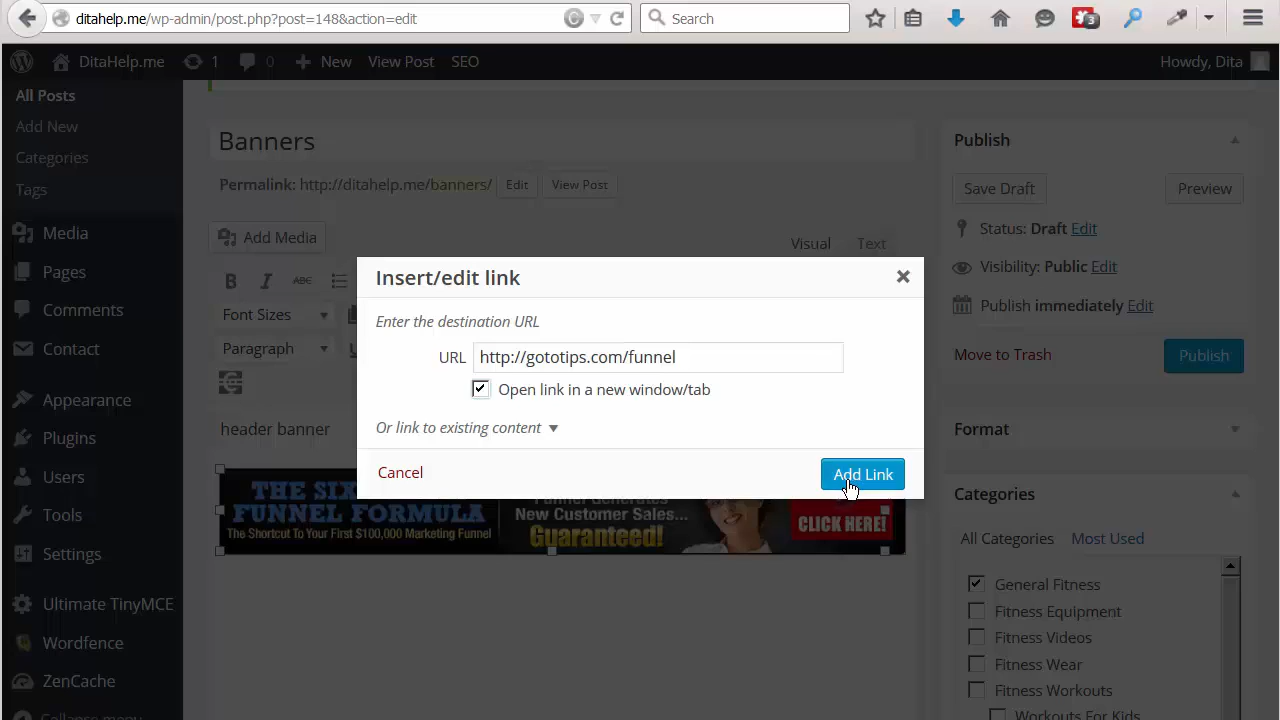 ditahelp.me/wp-admin/post.php?post=148&action=edit
Search
3
DitaHelp.me 1 0 New View Post SEO Howdy, Dita
All Posts
Add New
Categories
Tags
Media
Pages
Comments
Contact
Appearance
Plugins
Users
Tools
Settings
Ultimate TinyMCE
Wordfence
ZenCache
Collapse menu
Banners
Permalink: http://ditahelp.me/banners/ Edit View Post
Add Media
Visual Text
B I ABC
Font Sizes
Paragraph
header banner
THE SIX
FUNNEL FORMULA
The Shortcut To Your First $100,000 Marketing Funnel
Funnel Generates
New Customer Sales...
Guaranteed!
CLICK HERE!
Insert/edit link
Enter the destination URL
URL http://gototips.com/funnel
Open link in a new window/tab
Or link to existing content
Cancel
Add Link
Publish
Save Draft Preview
Status: Draft Edit
Visibility: Public Edit
Publish immediately Edit
Move to Trash
Publish
Format
Categories
All Categories Most Used
General Fitness
Fitness Equipment
Fitness Videos
Fitness Wear
Fitness Workouts
Workouts For Kids